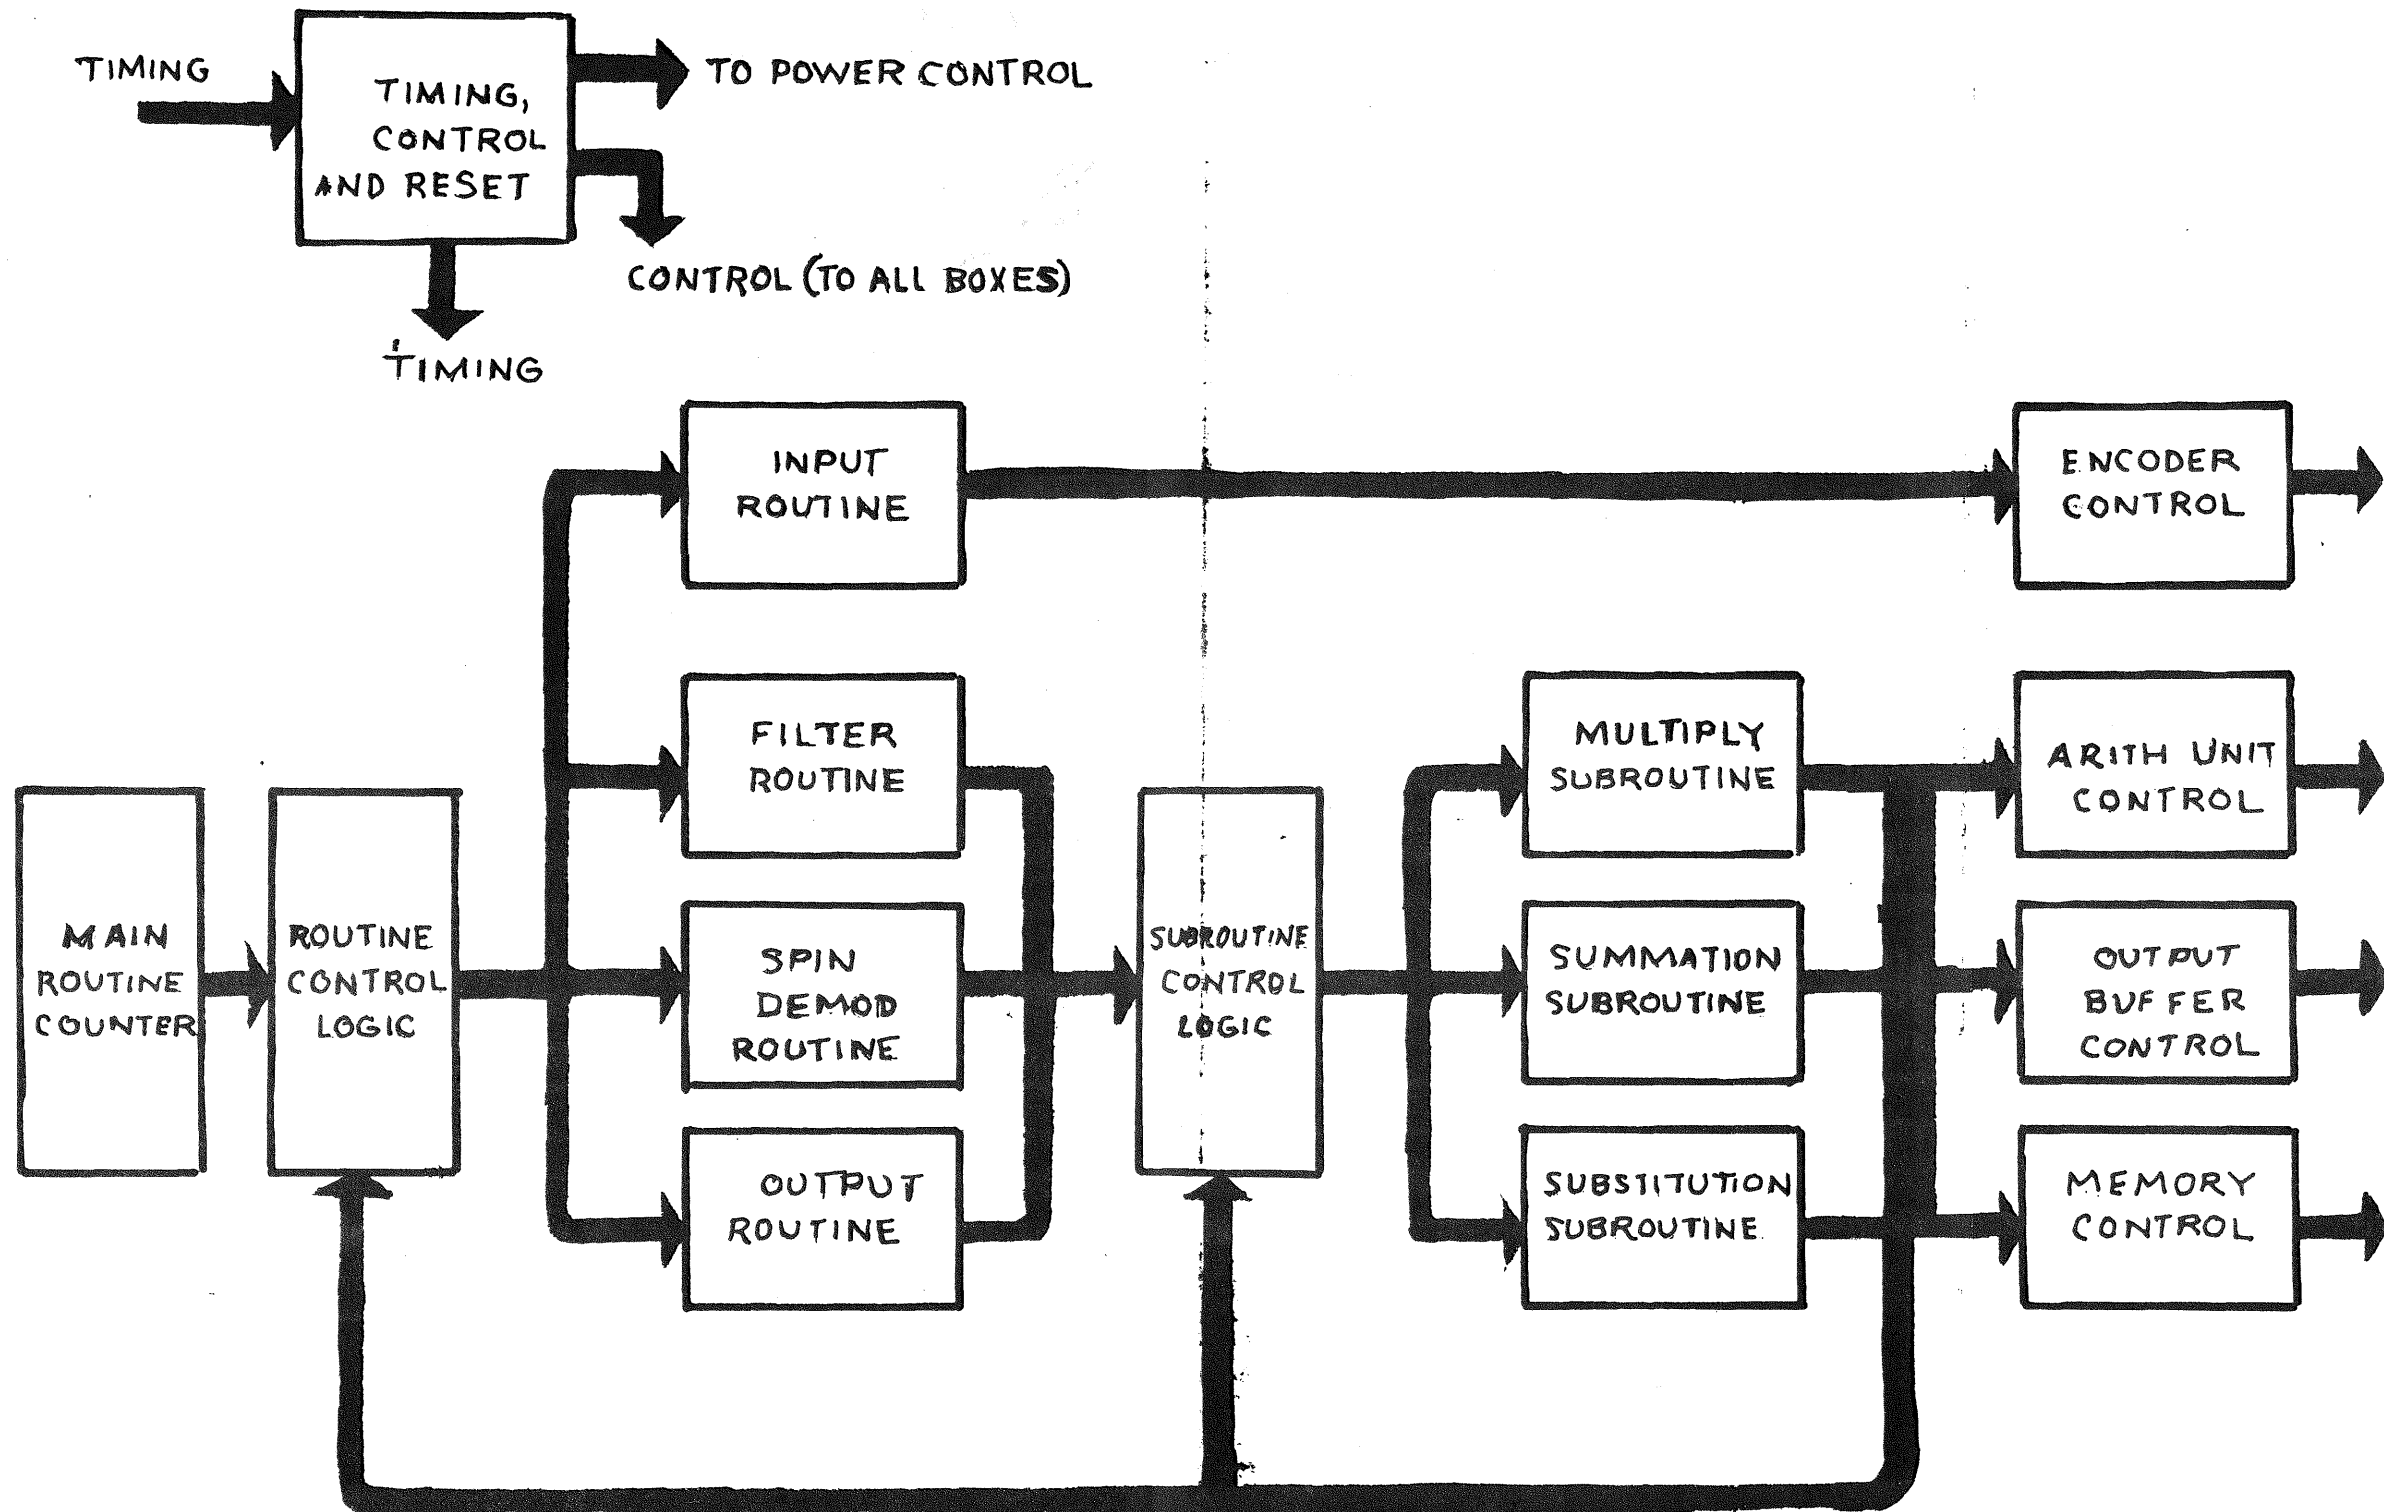 TIMING
TIMING,
CONTROL
AND RESET
TO POWER CONTROL
CONTROL (TO ALL BOXES)
TIMING
INPUT
ROUTINE
ENCODER
CONTROL
FILTER
ROUTINE
MULTIPLY
SUBROUTINE
ARITH UNIT
CONTROL
MAIN
ROUTINE
COUNTER
ROUTINE
CONTROL
LOGIC
SPIN
DEMOD
ROUTINE
SUBROUTINE
CONTROL
LOGIC
SUMMATION
SUBROUTINE
OUTPUT
BUFFER
CONTROL
OUTPUT
ROUTINE
SUBSTITUTION
SUBROUTINE
MEMORY
CONTROL